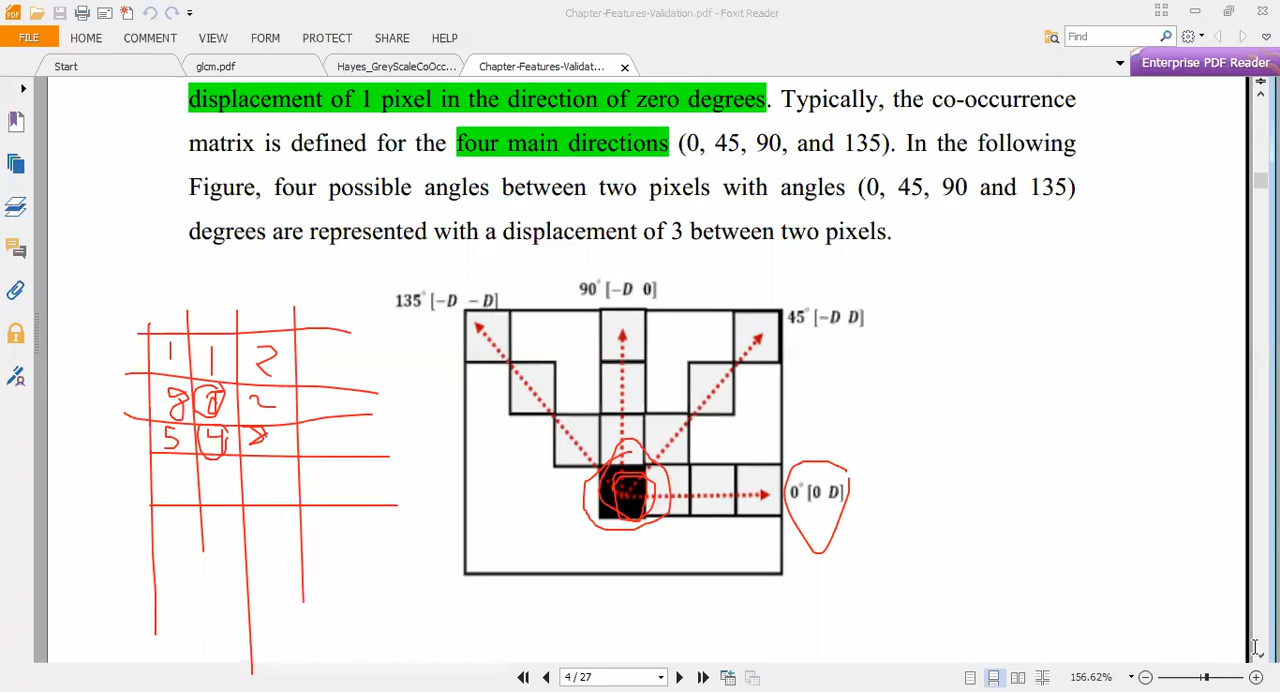 Chapter-Features-Validation.pdf - Foxit Reader
FILE HOME COMMENT VIEW FORM PROTECT SHARE HELP Find
Start glcm.pdf Hayes_GreyScaleCoOcc... Chapter-Features-Validat... Enterprise PDF Reader
displacement of 1 pixel in the direction of zero degrees. Typically, the co-occurrence
matrix is defined for the four main directions (0, 45, 90, and 135). In the following
Figure, four possible angles between two pixels with angles (0, 45, 90 and 135)
degrees are represented with a displacement of 3 between two pixels.
135° [−D −D]
90° [−D 0]
45° [−D D]
0° [0 D]
1 1 2
8 2
5 4
4 / 27 156.62%